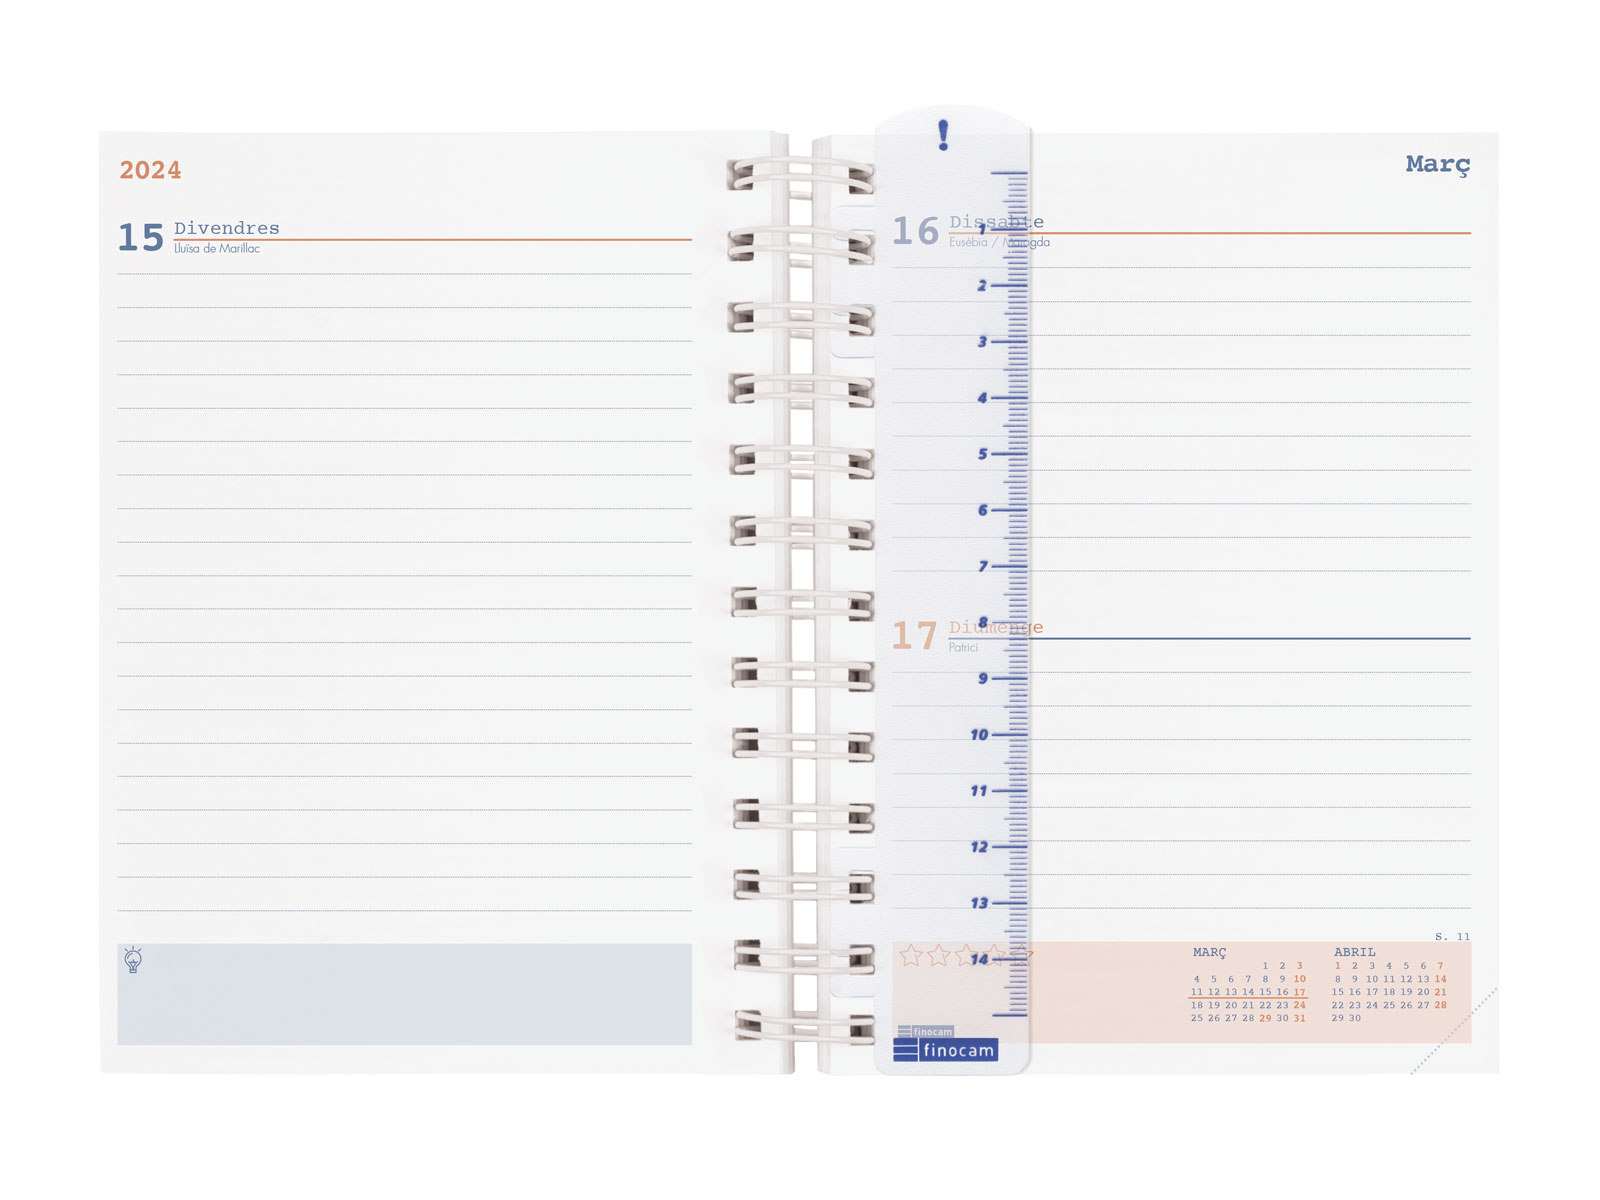 2024
15 Divendres
Lluïsa de Marillac
!
Març
16 Dissabte
Eusèbia / Marogda
1
2
3
4
5
6
7
8
17 Diumenge
Patrici
9
10
11
12
13
14
S. 11
MARÇ
1 2 3
4 5 6 7 8 9 10
11 12 13 14 15 16 17
18 19 20 21 22 23 24
25 26 27 28 29 30 31
ABRIL
1 2 3 4 5 6 7
8 9 10 11 12 13 14
15 16 17 18 19 20 21
22 23 24 25 26 27 28
29 30
finocam
finocam